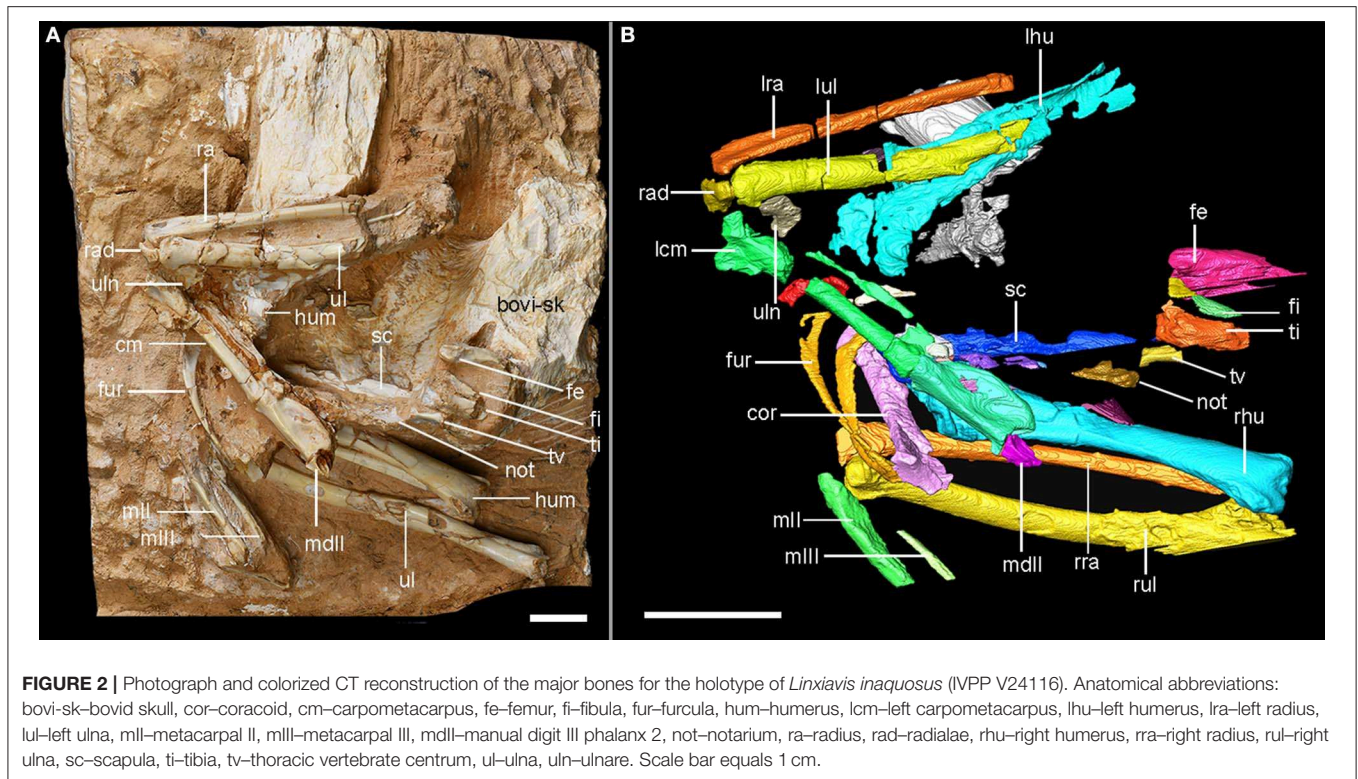 A
ra
rad
uln
ul
hum
bovi-sk
cm
sc
fur
fe
fi
ti
tv
not
hum
mII
mIII
mdII
ul
B
lhu
lra
lul
rad
fe
lcm
sc
uln
fi
ti
fur
tv
not
cor
rhu
mII
mIII
mdII
rra
rul
FIGURE 2 | Photograph and colorized CT reconstruction of the major bones for the holotype of Linxiavis inaquosus (IVPP V24116). Anatomical abbreviations:
bovi-sk–bovid skull, cor–coracoid, cm–carpometacarpus, fe–femur, fi–fibula, fur–furcula, hum–humerus, lcm–left carpometacarpus, lhu–left humerus, lra–left radius,
lul–left ulna, mII–metacarpal II, mIII–metacarpal III, mdII–manual digit III phalanx 2, not–notarium, ra–radius, rad–radialae, rhu–right humerus, rra–right radius, rul–right
ulna, sc–scapula, ti–tibia, tv–thoracic vertebrate centrum, ul–ulna, uln–ulnare. Scale bar equals 1 cm.